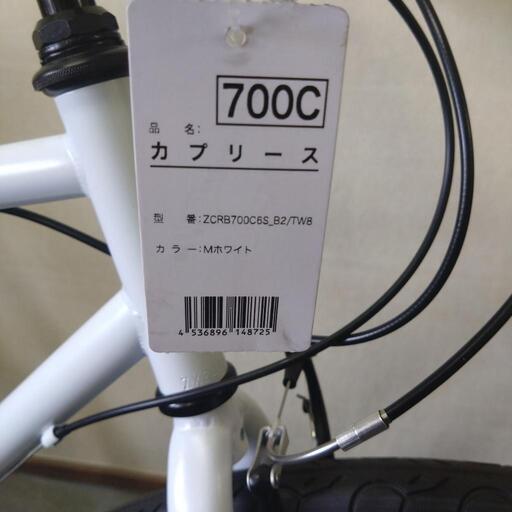 700C
品 名:
カプリース
型 番:ZCRB700C6S_B2/TW8
カ ラ ー:Mホワイト
4 536896 148725